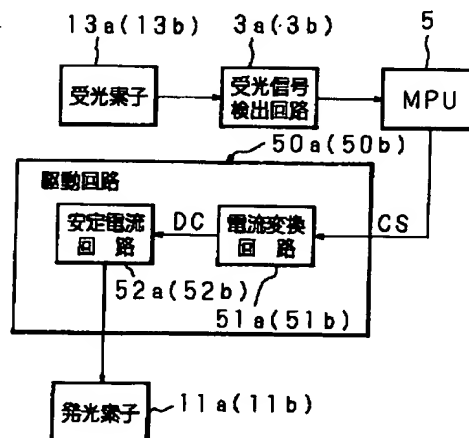 13a(13b)
3a(3b)
5
受光素子
受光信号
検出回路
MPU
50a(50b)
駆動回路
安定電流
回路
DC
電流変換
回路
CS
52a(52b)
51a(51b)
発光素子
11a(11b)